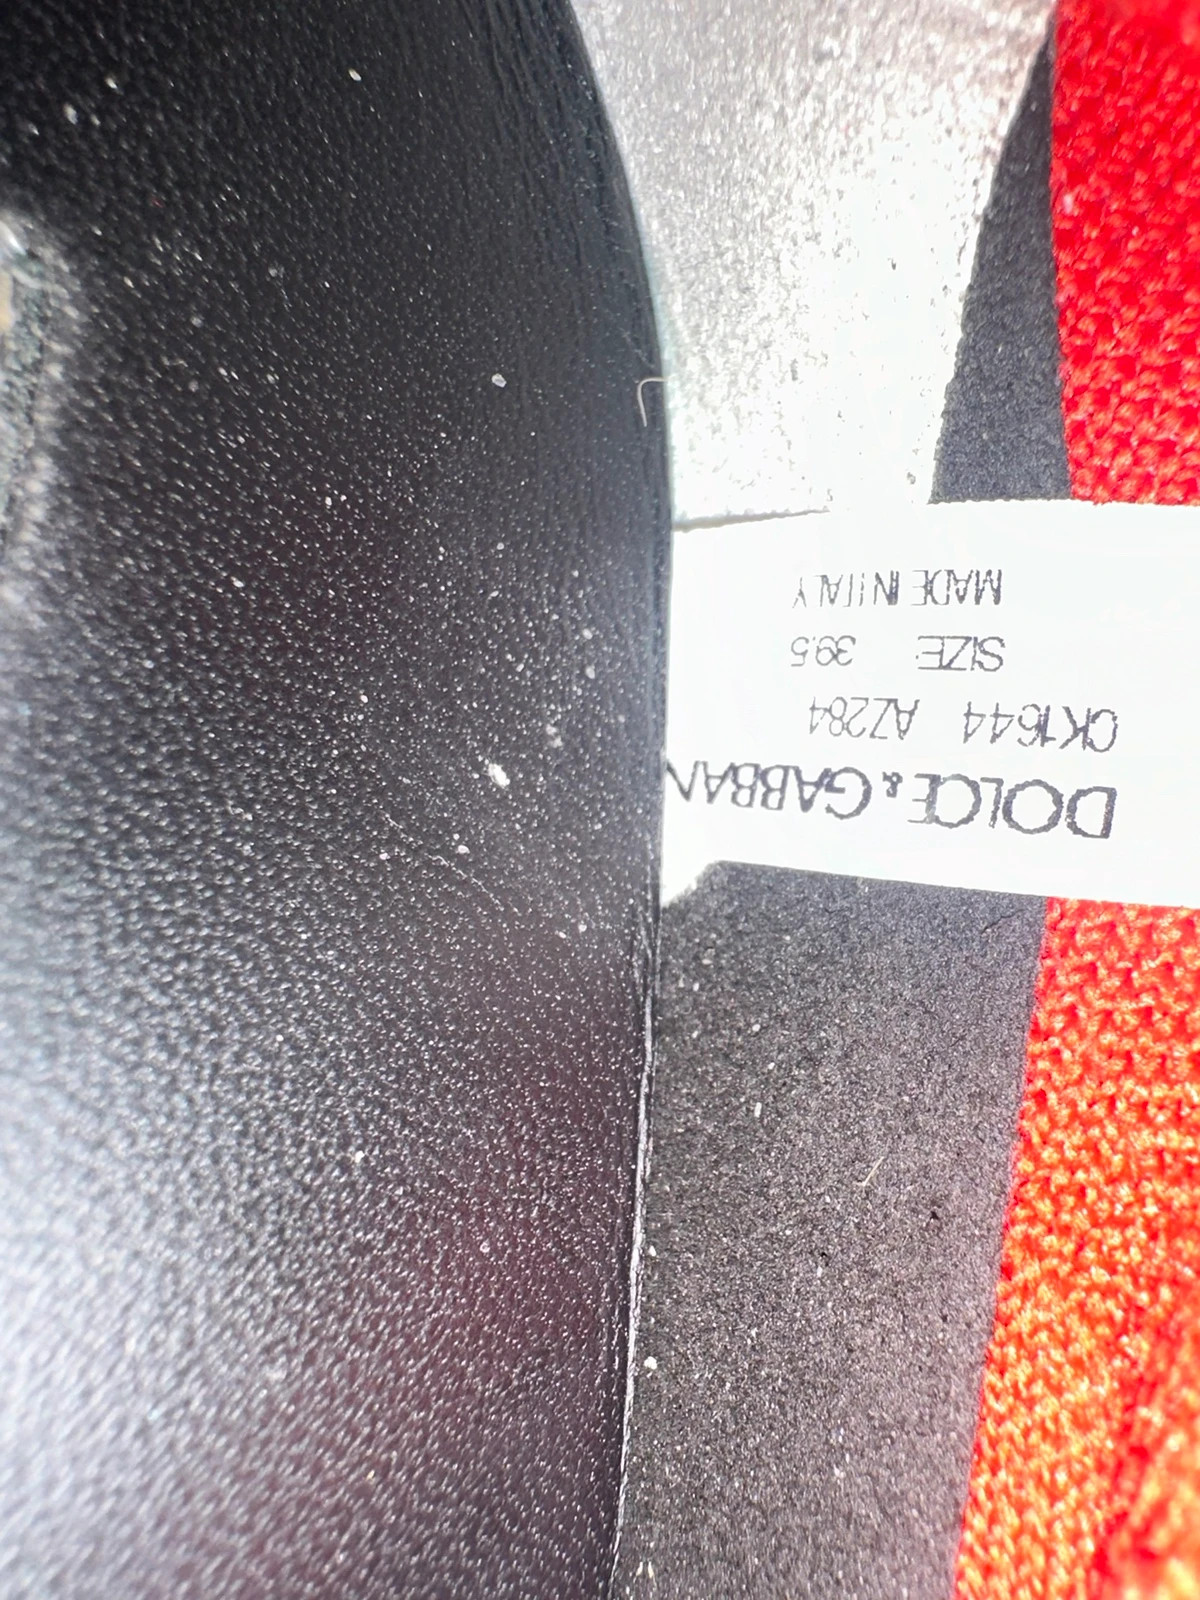 DOLCE & GABBAN
CK1644 AZ284
SIZE 39.5
MADE IN ITALY